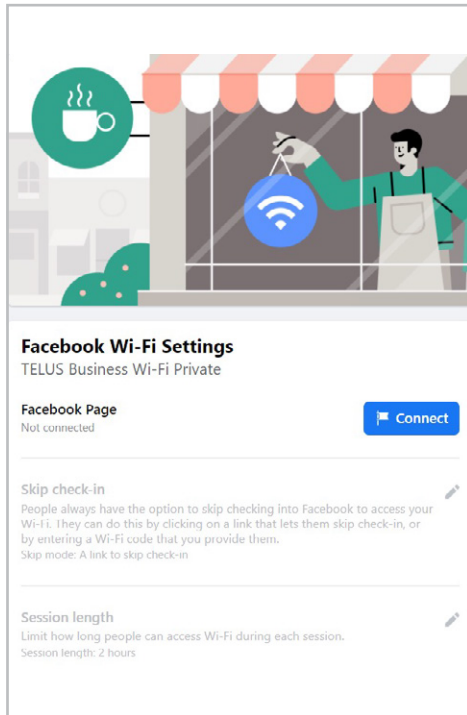 Facebook Wi-Fi Settings
TELUS Business Wi-Fi Private
Facebook Page
Not connected
Connect
Skip check-in
People always have the option to skip checking into Facebook to access your
Wi-Fi. They can do this by clicking on a link that lets them skip check-in, or
by entering a Wi-Fi code that you provide them.
Skip mode: A link to skip check-in
Session length
Limit how long people can access Wi-Fi during each session.
Session length: 2 hours